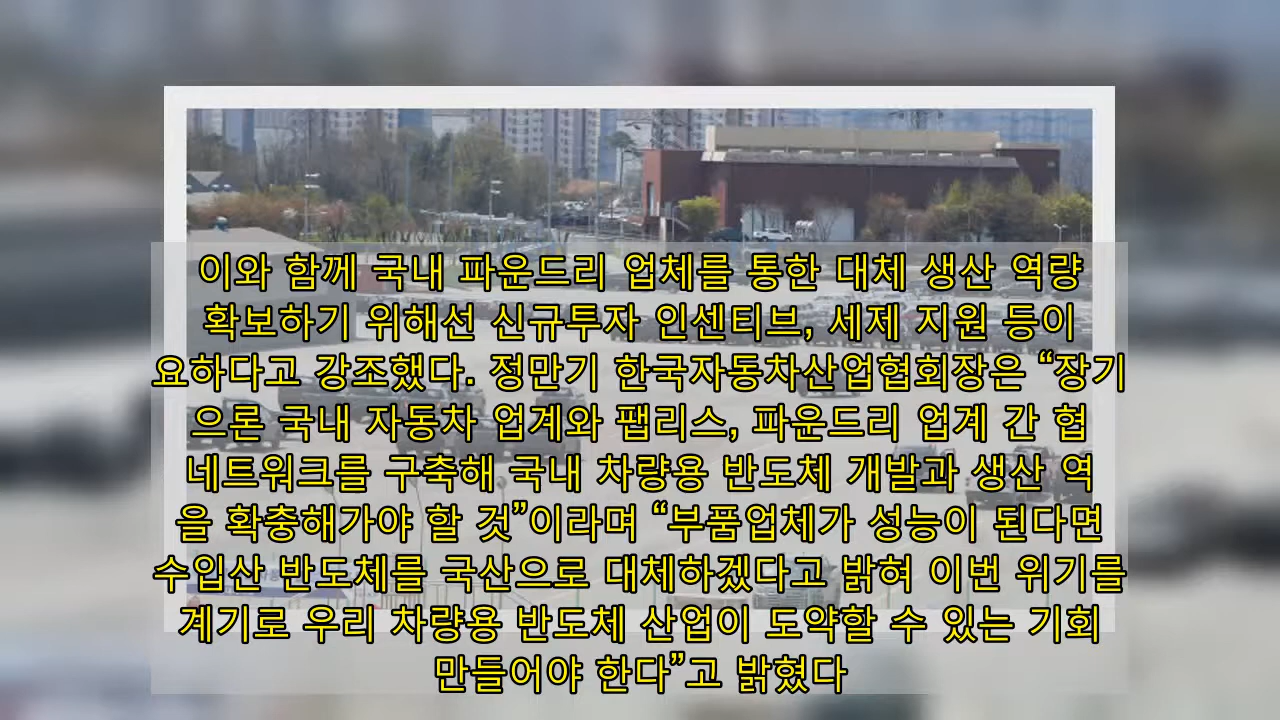 이와 함께 국내 파운드리 업체를 통한 대체 생산 역량
확보하기 위해선 신규투자 인센티브, 세제 지원 등이
요하다고 강조했다. 정만기 한국자동차산업협회장은 “장기
으론 국내 자동차 업계와 팹리스, 파운드리 업계 간 협
네트워크를 구축해 국내 차량용 반도체 개발과 생산 역
을 확충해가야 할 것”이라며 “부품업체가 성능이 된다면
수입산 반도체를 국산으로 대체하겠다고 밝혀 이번 위기를
계기로 우리 차량용 반도체 산업이 도약할 수 있는 기회
만들어야 한다”고 밝혔다